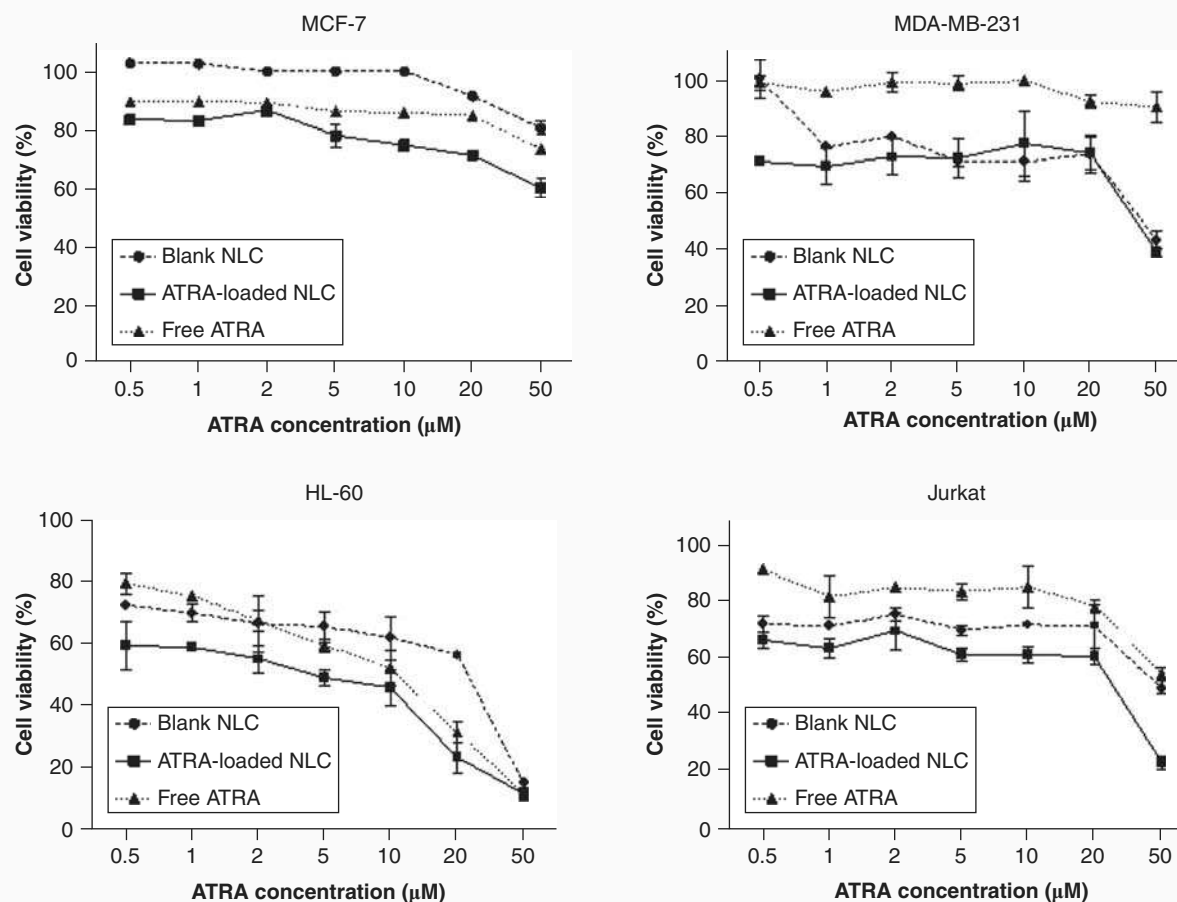 MCF-7
Cell viability (%)
100
80
60
40
20
0
Blank NLC
ATRA-loaded NLC
Free ATRA
0.5 1 2 5 10 20 50
ATRA concentration (μM)
MDA-MB-231
Cell viability (%)
100
80
60
40
20
0
Blank NLC
ATRA-loaded NLC
Free ATRA
0.5 1 2 5 10 20 50
ATRA concentration (μM)
HL-60
Cell viability (%)
100
80
60
40
20
0
Blank NLC
ATRA-loaded NLC
Free ATRA
0.5 1 2 5 10 20 50
ATRA concentration (μM)
Jurkat
Cell viability (%)
100
80
60
40
20
0
Blank NLC
ATRA-loaded NLC
Free ATRA
0.5 1 2 5 10 20 50
ATRA concentration (μM)